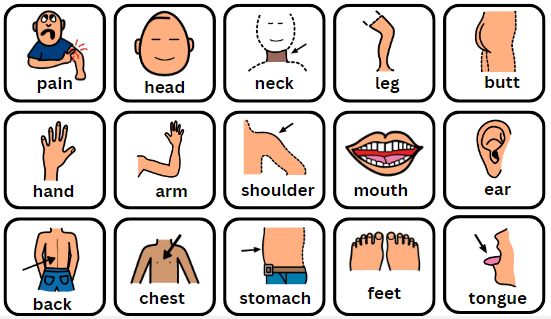 pain
head
neck
leg
butt
hand
arm
shoulder
mouth
ear
back
chest
stomach
feet
tongue